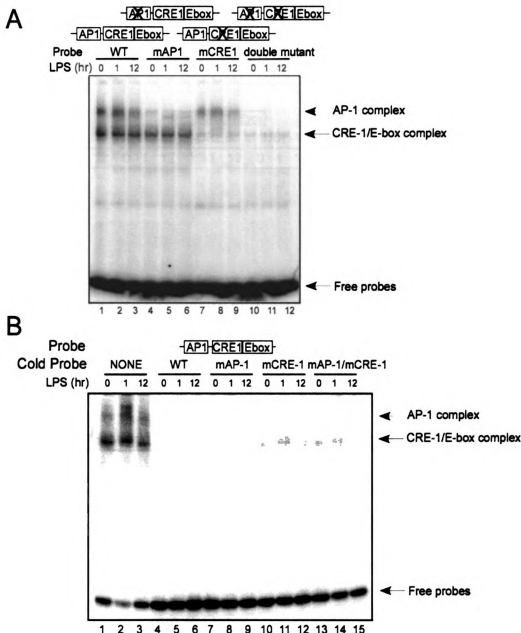 A
AP1 CRE1 Ebox AP1 CRE1 Ebox
AP1 CRE1 Ebox AP1 CRE1 Ebox
Probe WT mAP1 mCRE1 double mutant
LPS (hr) 0 1 12 0 1 12 0 1 12 0 1 12
AP-1 complex
CRE-1/E-box complex
Free probes
1 2 3 4 5 6 7 8 9 10 11 12
B
Probe AP1 CRE1 Ebox
Cold Probe NONE WT mAP-1 mCRE-1 mAP-1/mCRE-1
LPS (hr) 0 1 12 0 1 12 0 1 12 0 1 12 0 1 12
AP-1 complex
CRE-1/E-box complex
Free probes
1 2 3 4 5 6 7 8 9 10 11 12 13 14 15